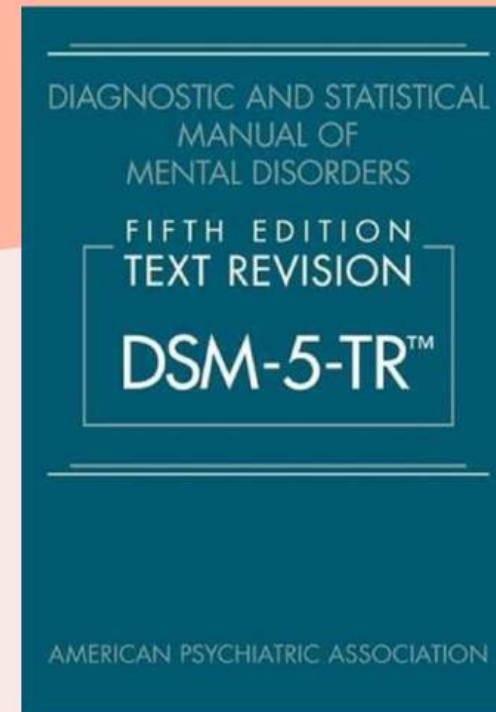 DIAGNOSTIC AND STATISTICAL
MANUAL OF
MENTAL DISORDERS
FIFTH EDITION
TEXT REVISION
DSM-5-TR™
AMERICAN PSYCHIATRIC ASSOCIATION